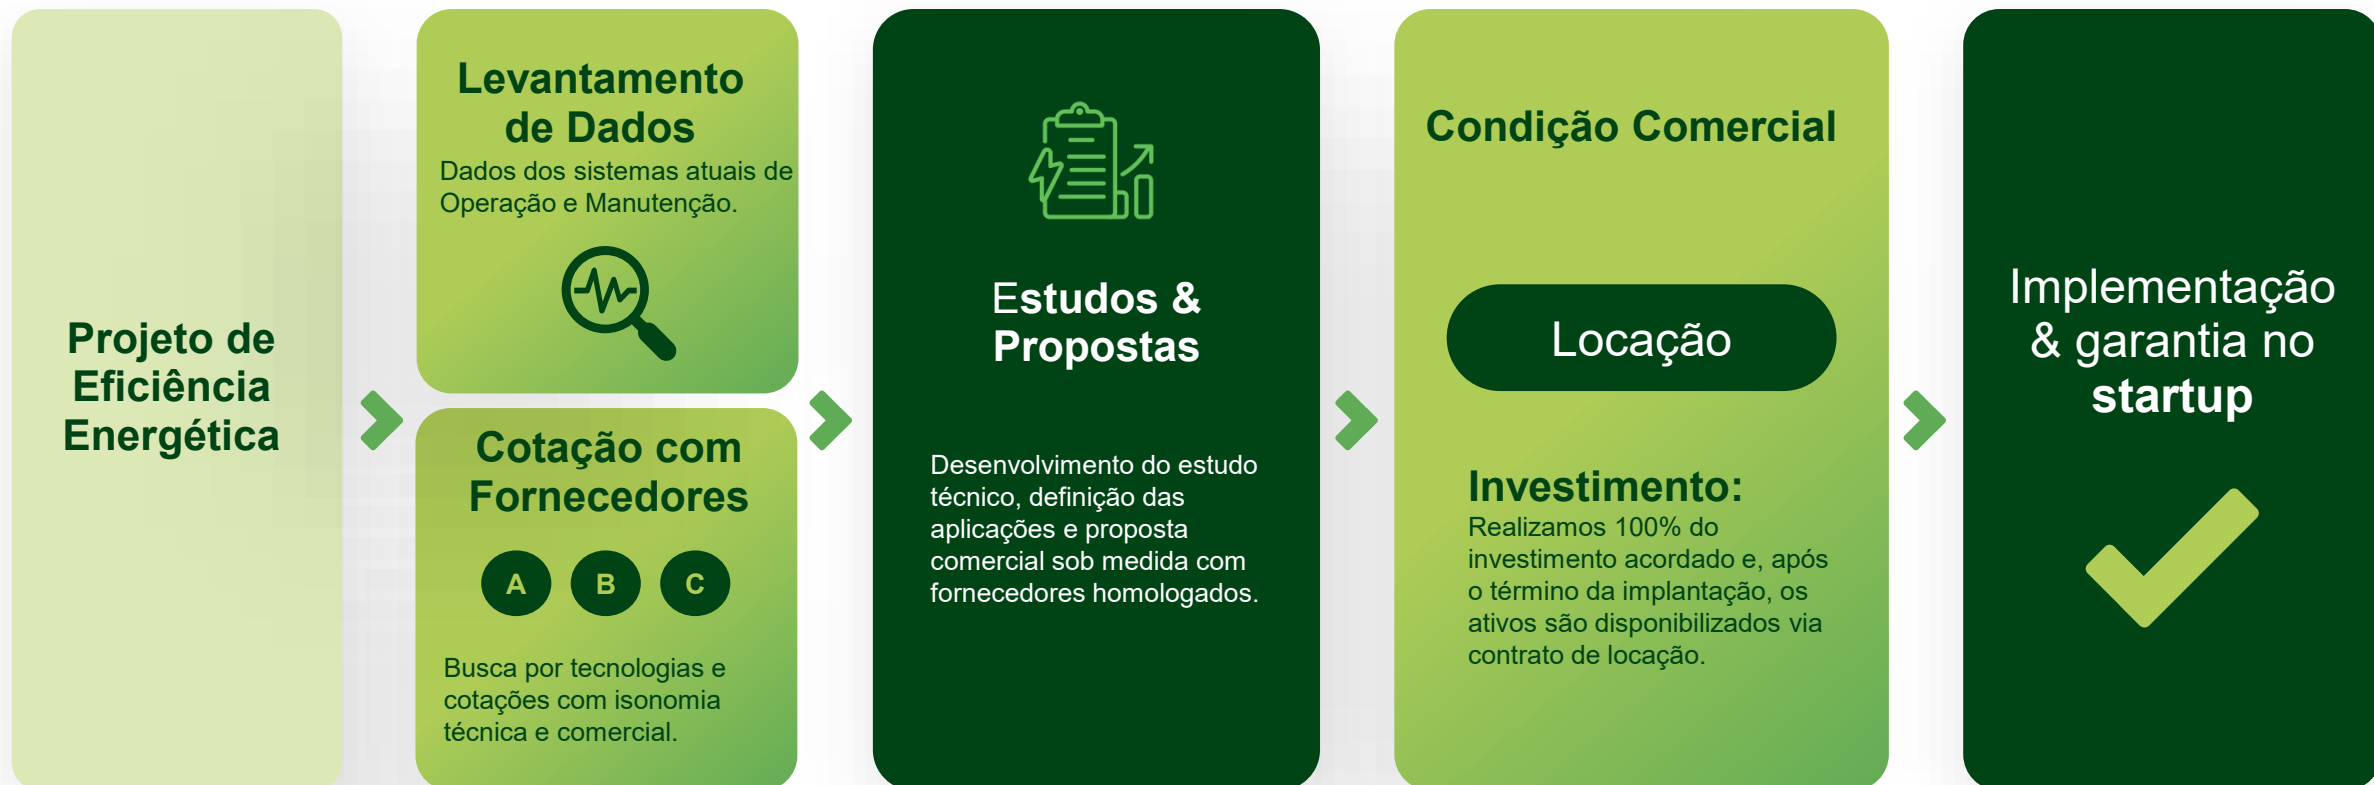 Projeto de
Eficiência
Energética
Levantamento
de Dados
Dados dos sistemas atuais de
Operação e Manutenção.
Cotação com
Fornecedores
A B C
Busca por tecnologias e
cotações com isonomia
técnica e comercial.
Estudos &
Propostas
Desenvolvimento do estudo
técnico, definição das
aplicações e proposta
comercial sob medida com
fornecedores homologados.
Condição Comercial
Locação
Investimento:
Realizamos 100% do
investimento acordado e, após
o término da implantação, os
ativos são disponibilizados via
contrato de locação.
Implementação
& garantia no
startup